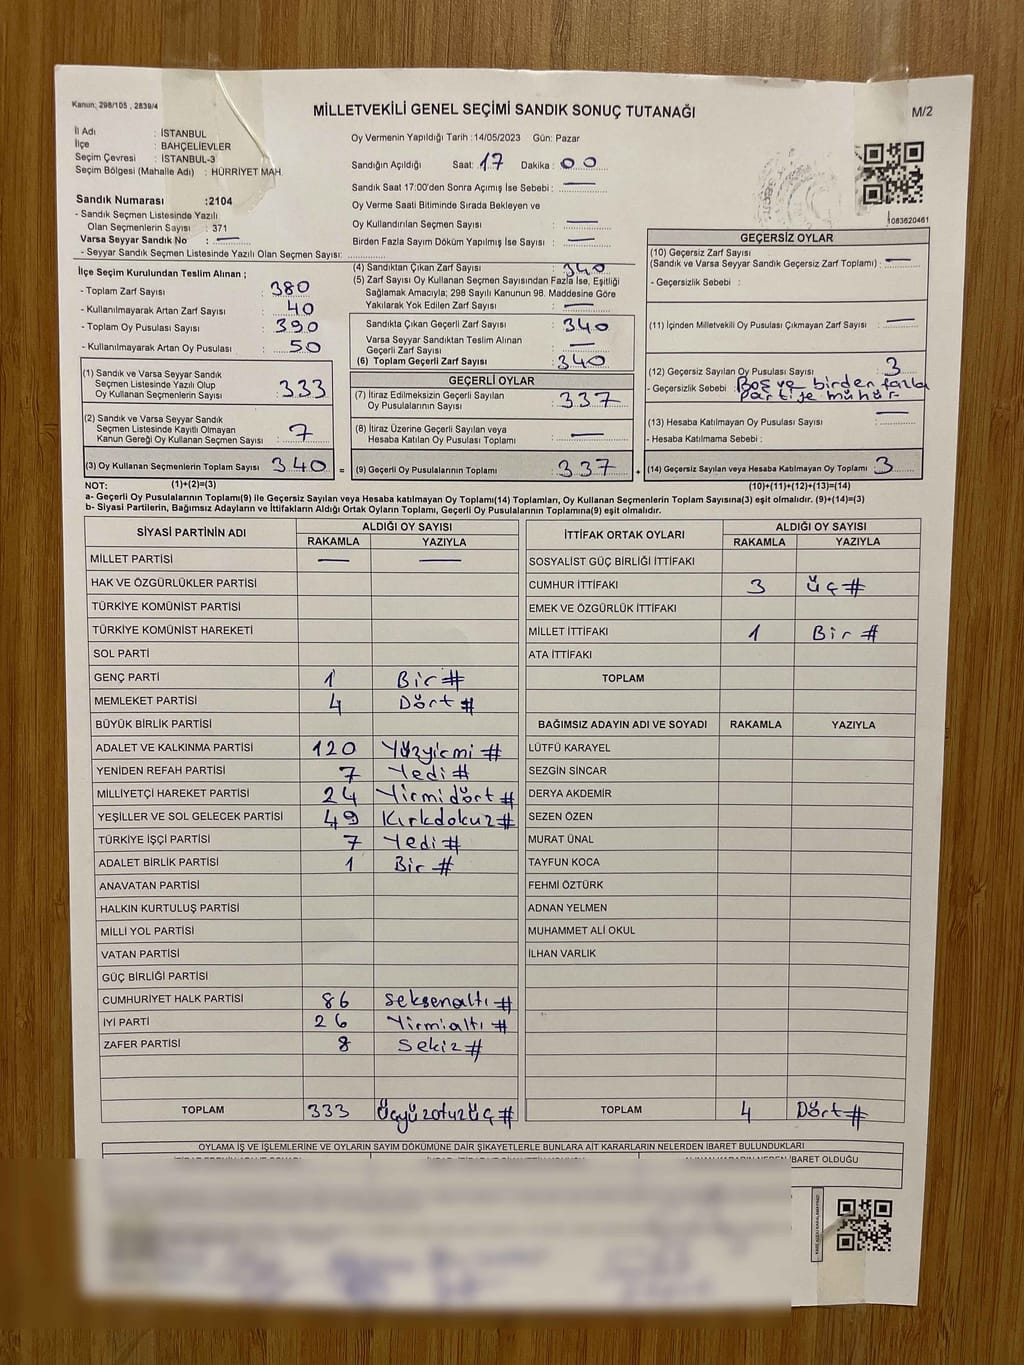 Kanun; 298/105 , 2839/4
MİLLETVEKİLİ GENEL SEÇİMİ SANDIK SONUÇ TUTANAĞI
M/2
İl Adı : İSTANBUL
İlçe : BAHÇELİEVLER
Seçim Çevresi : İSTANBUL-3
Seçim Bölgesi (Mahalle Adı) : HÜRRİYET MAH.
Sandık Numarası :2104
- Sandık Seçmen Listesinde Yazılı
Olan Seçmenlerin Sayısı : 371
Varsa Seyyar Sandık No : —
- Seyyar Sandık Seçmen Listesinde Yazılı Olan Seçmen Sayısı:
Oy Vermenin Yapıldığı Tarih :14/05/2023 Gün: Pazar
Sandığın Açıldığı Saat: 17 Dakika: 00
Sandık Saat 17:00'den Sonra Açımış İse Sebebi : —
Oy Verme Saati Bitiminde Sırada Bekleyen ve
Oy Kullandırılan Seçmen Sayısı —
Birden Fazla Sayım Döküm Yapılmış İse Sayısı : —
1083620461
İlçe Seçim Kurulundan Teslim Alınan ;
- Toplam Zarf Sayısı : 380
- Kullanılmayarak Artan Zarf Sayısı : 40
- Toplam Oy Pusulası Sayısı : 390
- Kullanılmayarak Artan Oy Pusulası : 50
(1) Sandık ve Varsa Seyyar Sandık
Seçmen Listesinde Yazılı Olup
Oy Kullanan Seçmenlerin Sayısı : 333
(2) Sandık ve Varsa Seyyar Sandık
Seçmen Listesinde Kayıtlı Olmayan
Kanun Gereği Oy Kullanan Seçmen Sayısı : 7
(3) Oy Kullanan Seçmenlerin Toplam Sayısı : 340
(4) Sandıktan Çıkan Zarf Sayısı : 340
(5) Zarf Sayısı Oy Kullanan Seçmen Sayısından Fazla İse, Eşitliği
Sağlamak Amacıyla; 298 Sayılı Kanunun 98. Maddesine Göre
Yakılarak Yok Edilen Zarf Sayısı : —
Sandıkta Çıkan Geçerli Zarf Sayısı : 340
Varsa Seyyar Sandıktan Teslim Alınan
Geçerli Zarf Sayısı : —
(6) Toplam Geçerli Zarf Sayısı : 340
GEÇERLİ OYLAR
(7) İtiraz Edilmeksizin Geçerli Sayılan
Oy Pusulalarının Sayısı : 337
(8) İtiraz Üzerine Geçerli Sayılan veya
Hesaba Katılan Oy Pusulası Toplamı : —
= (9) Geçerli Oy Pusulalarının Toplamı : 337 +
GEÇERSİZ OYLAR
(10) Geçersiz Zarf Sayısı
(Sandık ve Varsa Seyyar Sandık Geçersiz Zarf Toplamı) : —
- Geçersizlik Sebebi :
(11) İçinden Milletvekili Oy Pusulası Çıkmayan Zarf Sayısı : —
(12) Geçersiz Sayılan Oy Pusulası Sayısı : 3
- Geçersizlik Sebebi : Boş ve birden fazla
partiye mühür
(13) Hesaba Katılmayan Oy Pusulası Sayısı : —
- Hesaba Katılmama Sebebi :
(14) Geçersiz Sayılan veya Hesaba Katılmayan Oy Pusulası Toplamı : 3
NOT: (1)+(2)=(3) (10)+(11)+(12)+(13)=(14)
a- Geçerli Oy Pusulalarının Toplamı(9) ile Geçersiz Sayılan veya Hesaba katılmayan Oy Toplamı(14) Toplamları, Oy Kullanan Seçmenlerin Toplam Sayısına(3) eşit olmalıdır. (9)+(14)=(3)
b- Siyasi Partilerin, Bağımsız Adayların ve İttifakların Aldığı Ortak Oyların Toplamı, Geçerli Oy Pusulalarının Toplamına(9) eşit olmalıdır.
SİYASİ PARTİNİN ADI ALDIĞI OY SAYISI
RAKAMLA YAZIYLA
MİLLET PARTİSİ — —
HAK VE ÖZGÜRLÜKLER PARTİSİ
TÜRKİYE KOMÜNİST PARTİSİ
TÜRKİYE KOMÜNİST HAREKETİ
SOL PARTİ
GENÇ PARTİ 1 Bir #
MEMLEKET PARTİSİ 4 Dört #
BÜYÜK BİRLİK PARTİSİ
ADALET VE KALKINMA PARTİSİ 120 Yüzyirmi #
YENİDEN REFAH PARTİSİ 7 Yedi #
MİLLİYETÇİ HAREKET PARTİSİ 24 Yirmidört #
YEŞİLLER VE SOL GELECEK PARTİSİ 49 Kırkdokuz #
TÜRKİYE İŞÇİ PARTİSİ 7 Yedi #
ADALET BİRLİK PARTİSİ 1 Bir #
ANAVATAN PARTİSİ
HALKIN KURTULUŞ PARTİSİ
MİLLİ YOL PARTİSİ
VATAN PARTİSİ
GÜÇ BİRLİĞİ PARTİSİ
CUMHURİYET HALK PARTİSİ 86 Seksenaltı #
İYİ PARTİ 26 Yirmialtı #
ZAFER PARTİSİ 8 Sekiz #
TOPLAM 333 Üçyüzotuzüç #
İTTİFAK ORTAK OYLARI ALDIĞI OY SAYISI
RAKAMLA YAZIYLA
SOSYALİST GÜÇ BİRLİĞİ İTTİFAKI
CUMHUR İTTİFAKI 3 üç #
EMEK VE ÖZGÜRLÜK İTTİFAKI
MİLLET İTTİFAKI 1 Bir #
ATA İTTİFAKI
TOPLAM
BAĞIMSIZ ADAYIN ADI VE SOYADI RAKAMLA YAZIYLA
LÜTFÜ KARAYEL
SEZGİN SİNCAR
DERYA AKDEMİR
SEZEN ÖZEN
MURAT ÜNAL
TAYFUN KOCA
FEHMİ ÖZTÜRK
ADNAN YELMEN
MUHAMMET ALİ OKUL
İLHAN VARLIK
TOPLAM 4 Dört #
OYLAMA İŞ VE İŞLEMLERİNE VE OYLARIN SAYIM DÖKÜMÜNE DAİR ŞİKAYETLERLE BUNLARA AİT KARARLARIN NELERDEN İBARET BULUNDUKLARI
İBARET OLDUĞU